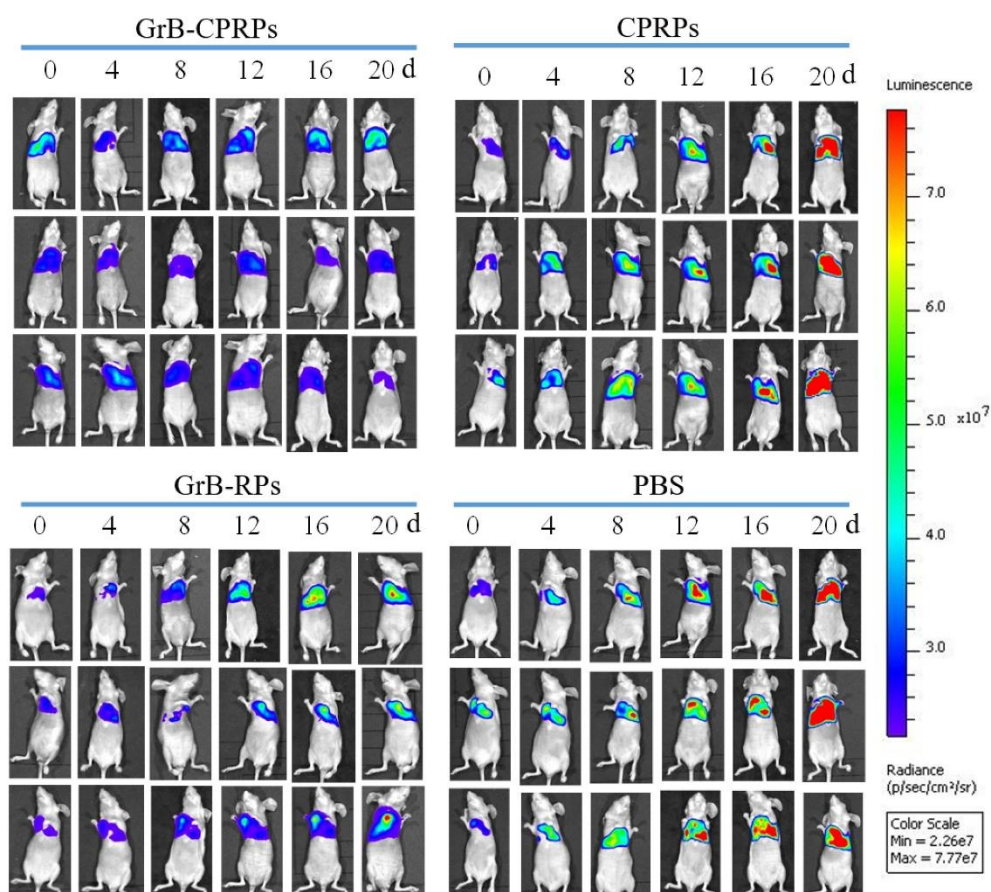 GrB-CPRPs
0 4 8 12 16 20 d
CPRPs
0 4 8 12 16 20 d
GrB-RPs
0 4 8 12 16 20 d
PBS
0 4 8 12 16 20 d
Luminescence
7.0
6.0
5.0 x10⁷
4.0
3.0
Radiance
(p/sec/cm²/sr)
Color Scale
Min = 2.26e7
Max = 7.77e7